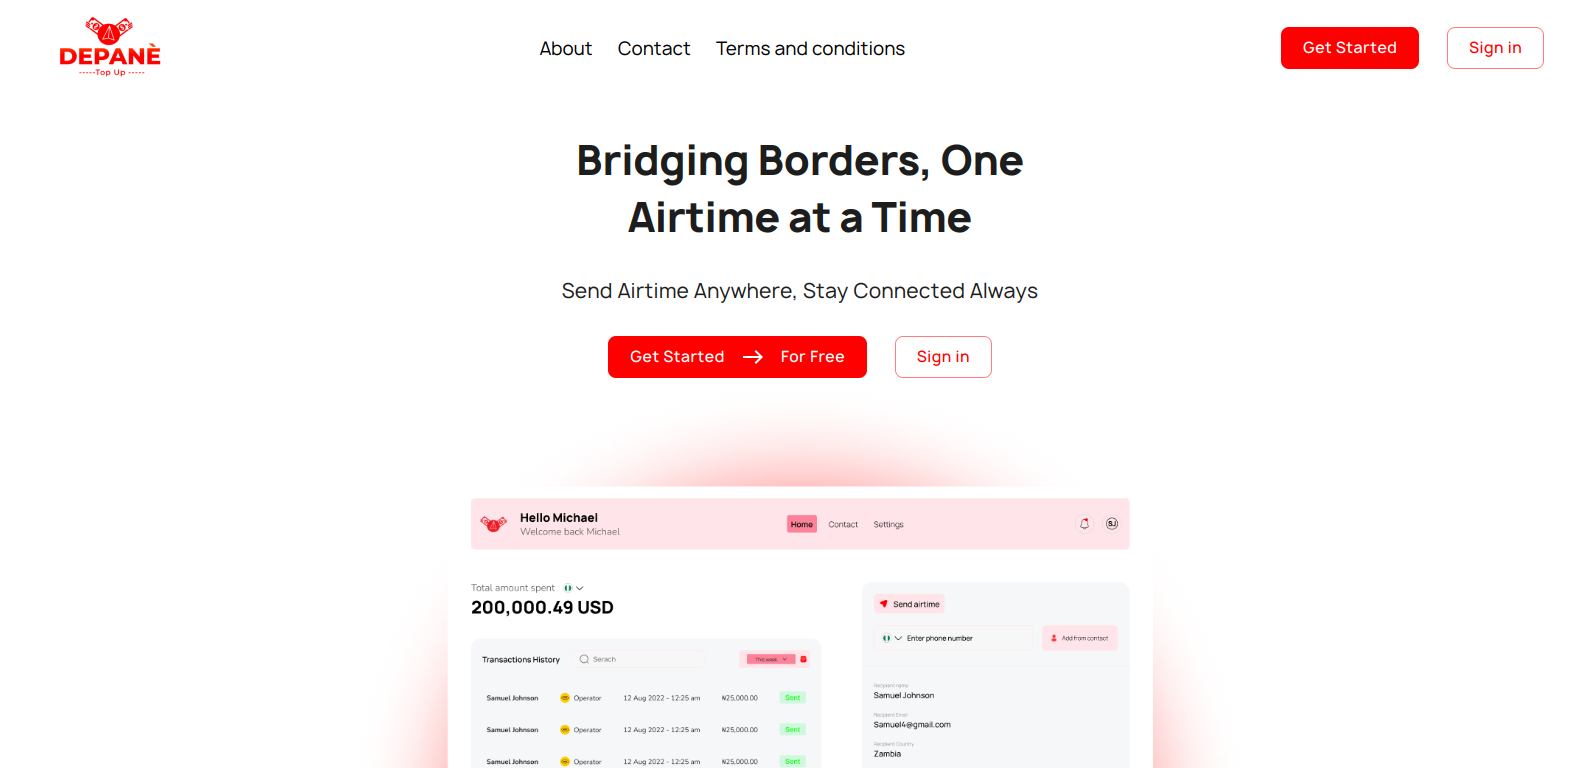 DEPANÈ
-----Top Up -----
About Contact Terms and conditions
Get Started Sign in
Bridging Borders, One
Airtime at a Time
Send Airtime Anywhere, Stay Connected Always
Get Started → For Free Sign in
Hello Michael
Welcome back Michael
Home Contact Settings
SJ
Total amount spent
200,000.49 USD
Transactions History Serach This week
Samuel Johnson Operator 12 Aug 2022 - 12:25 am ₦25,000.00 Sent
Samuel Johnson Operator 12 Aug 2022 - 12:25 am ₦25,000.00 Sent
Samuel Johnson Operator 12 Aug 2022 - 12:25 am ₦25,000.00 Sent
Send airtime
Enter phone number Add from contact
Recipient name
Samuel Johnson
Recipient Email
Samuel4@gmail.com
Recipient Country
Zambia